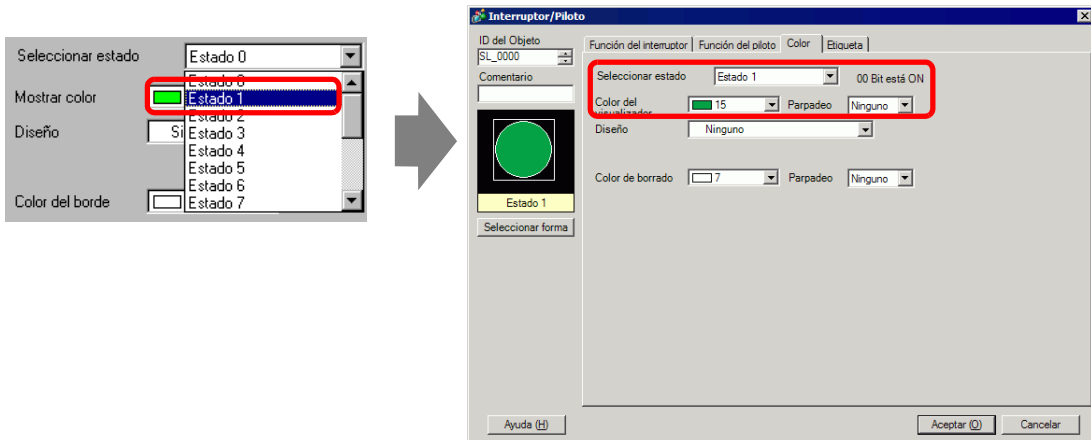 Seleccionar estado
Estado 0
Estado 0
Mostrar color
Estado 1
Estado 2
Diseño
Si
Estado 3
Estado 4
Estado 5
Estado 6
Color del borde
Estado 7
Interruptor/Piloto
ID del Objeto
SL_0000
Comentario
Estado 1
Seleccionar forma
Función del interruptor
Función del piloto
Color
Etiqueta
Seleccionar estado
Estado 1
00 Bit está ON
Color del
visualizador
15
Parpadeo
Ninguno
Diseño
Ninguno
Color de borrado
7
Parpadeo
Ninguno
Ayuda (H)
Aceptar (O)
Cancelar